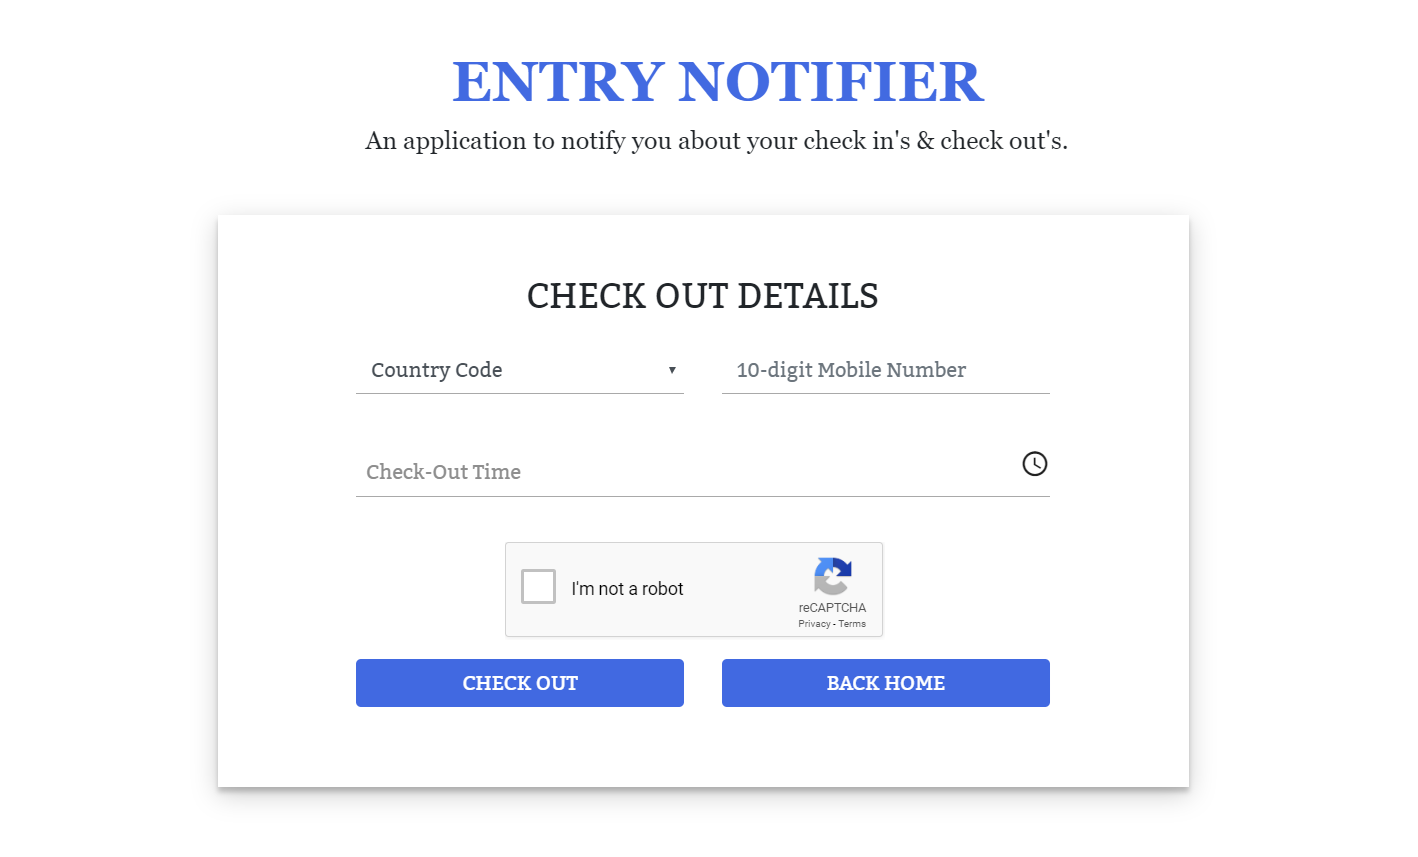 ENTRY NOTIFIER
An application to notify you about your check in's & check out's.
CHECK OUT DETAILS
Country Code
10-digit Mobile Number
Check-Out Time
I'm not a robot
reCAPTCHA
Privacy - Terms
CHECK OUT
BACK HOME